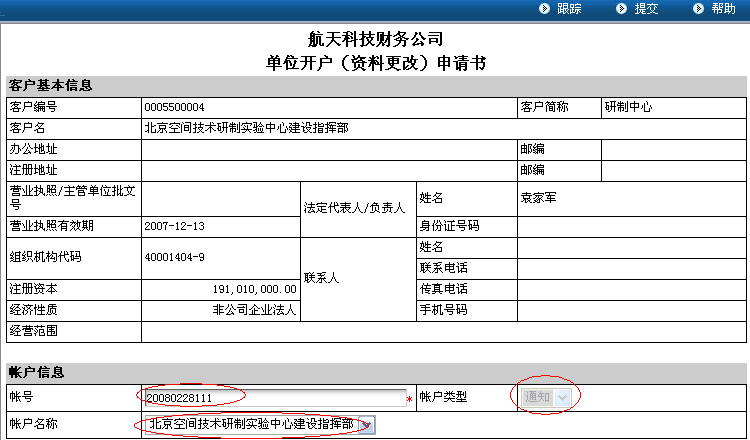 跟踪 提交 帮助
航天科技财务公司
单位开户（资料更改）申请书
客户基本信息
客户编号 0005500004 客户简称 研制中心
客户名 北京空间技术研制实验中心建设指挥部
办公地址 邮编
注册地址 邮编
营业执照/主管单位批文号 法定代表人/负责人 姓名 袁家军
营业执照有效期 2007-12-13 身份证号码
组织机构代码 40001404-9 联系人 姓名
联系电话
注册资本 191,010,000.00 传真电话
经济性质 非公司企业法人 手机号码
经营范围
帐户信息
帐号 20080228111 * 帐户类型 通知
帐户名称 北京空间技术研制实验中心建设指挥部